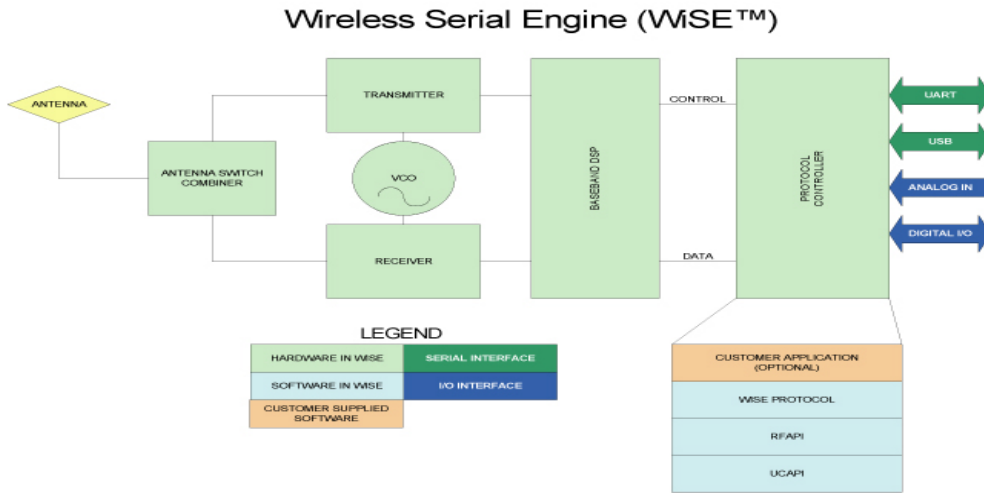 Wireless Serial Engine (WiSE™)
ANTENNA
ANTENNA SWITCH
COMBINER
TRANSMITTER
VCO
RECEIVER
BASEBAND DSP
CONTROL
DATA
PROTOCOL
CONTROLLER
UART
USB
ANALOG IN
DIGITAL I/O
LEGEND
HARDWARE IN WISE
SERIAL INTERFACE
SOFTWARE IN WISE
I/O INTERFACE
CUSTOMER SUPPLIED
SOFTWARE
CUSTOMER APPLICATION
(OPTIONAL)
WISE PROTOCOL
RFAPI
UCAPI